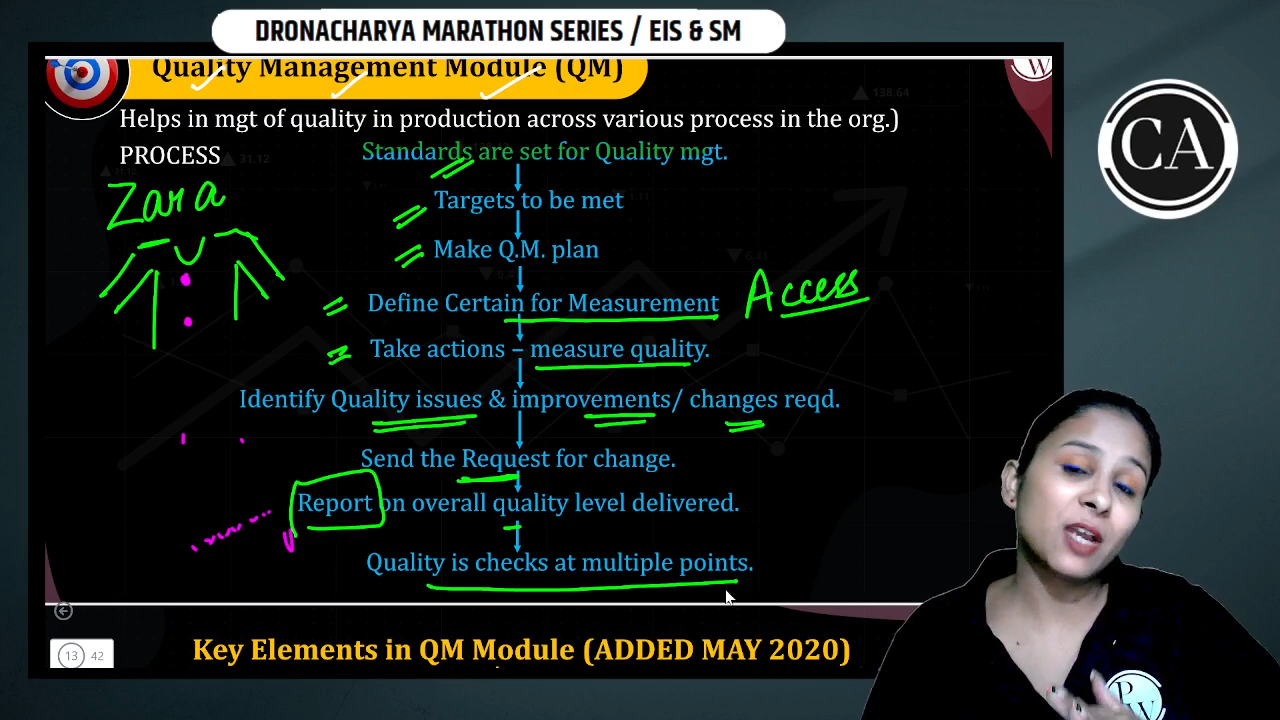 DRONACHARYA MARATHON SERIES / EIS & SM
Quality Management Module (QM)
W
138.64
Helps in mgt of quality in production across various process in the org.)
PROCESS
31.12
Standards are set for Quality mgt.
Zara
Targets to be met
Make Q.M. plan
Define Certain for Measurement
Access
Take actions – measure quality.
Identify Quality issues & improvements/ changes reqd.
Send the Request for change.
Report on overall quality level delivered.
Quality is checks at multiple points.
13 42
Key Elements in QM Module (ADDED MAY 2020)
CA
P
W